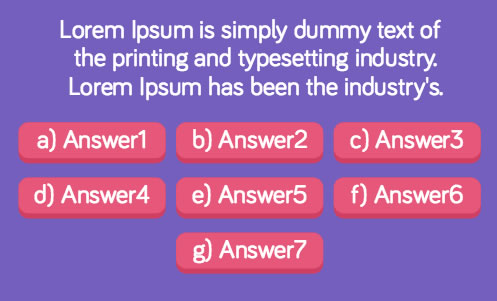 Lorem Ipsum is simply dummy text of
the printing and typesetting industry.
Lorem Ipsum has been the industry's.
a) Answer1 b) Answer2 c) Answer3
d) Answer4 e) Answer5 f) Answer6
g) Answer7